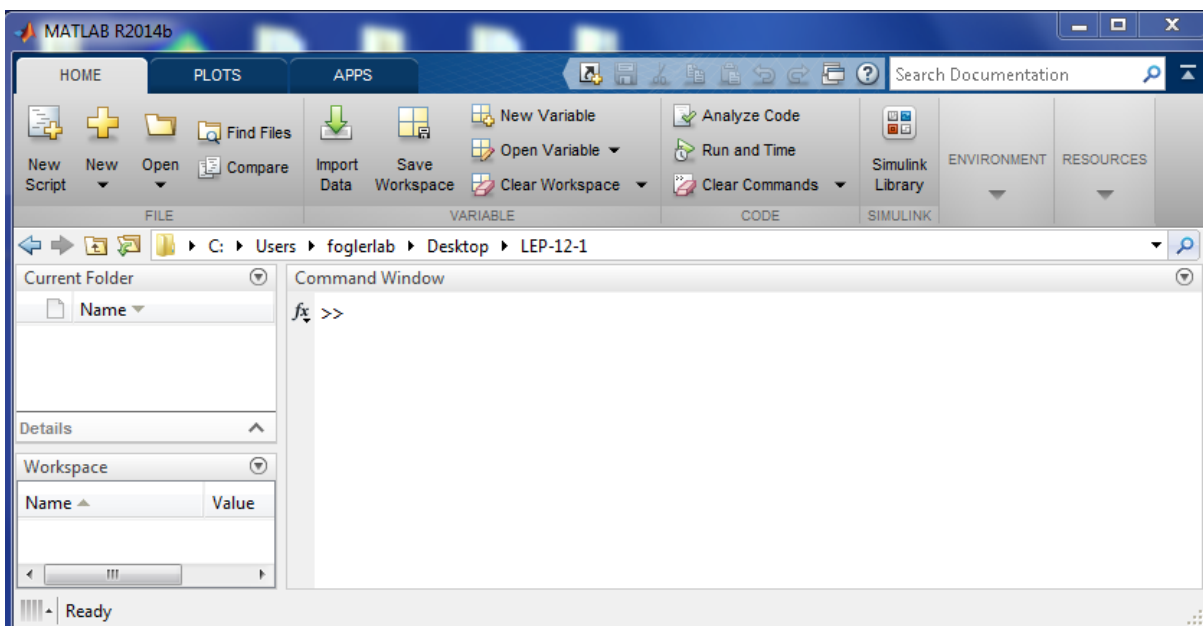 MATLAB R2014b
HOME PLOTS APPS Search Documentation
New Script
New
Open
Find Files
Compare
FILE
Import Data
Save Workspace
New Variable
Open Variable
Clear Workspace
VARIABLE
Analyze Code
Run and Time
Clear Commands
CODE
Simulink Library
SIMULINK
ENVIRONMENT
RESOURCES
C: Users foglerlab Desktop LEP-12-1
Current Folder
Name
Details
Workspace
Name Value
Command Window
fx >>
Ready